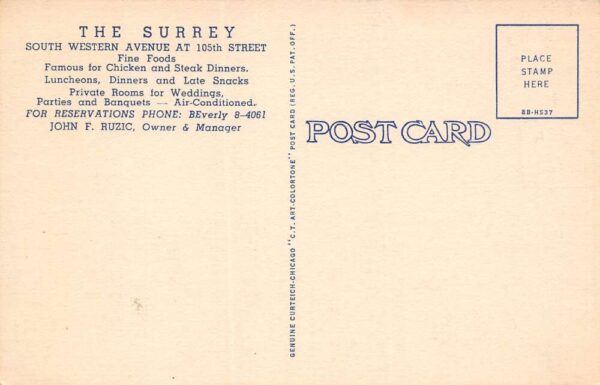 THE SURREY
SOUTH WESTERN AVENUE AT 105th STREET
Fine Foods
Famous for Chicken and Steak Dinners.
Luncheons, Dinners and Late Snacks
Private Rooms for Weddings,
Parties and Banquets — Air-Conditioned.
FOR RESERVATIONS PHONE: BEverly 8-4061
JOHN F. RUZIC, Owner & Manager
GENUINE CURTEICH-CHICAGO "C.T. ART-COLORTONE" POST CARD (REG. U.S. PAT. OFF.)
POST CARD
PLACE
STAMP
HERE
8B-H537